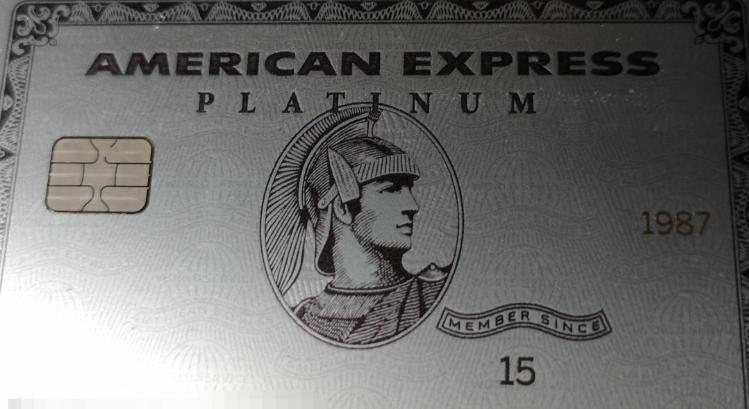 AMERICAN EXPRESS
PLATINUM
1987
MEMBER SINCE
15